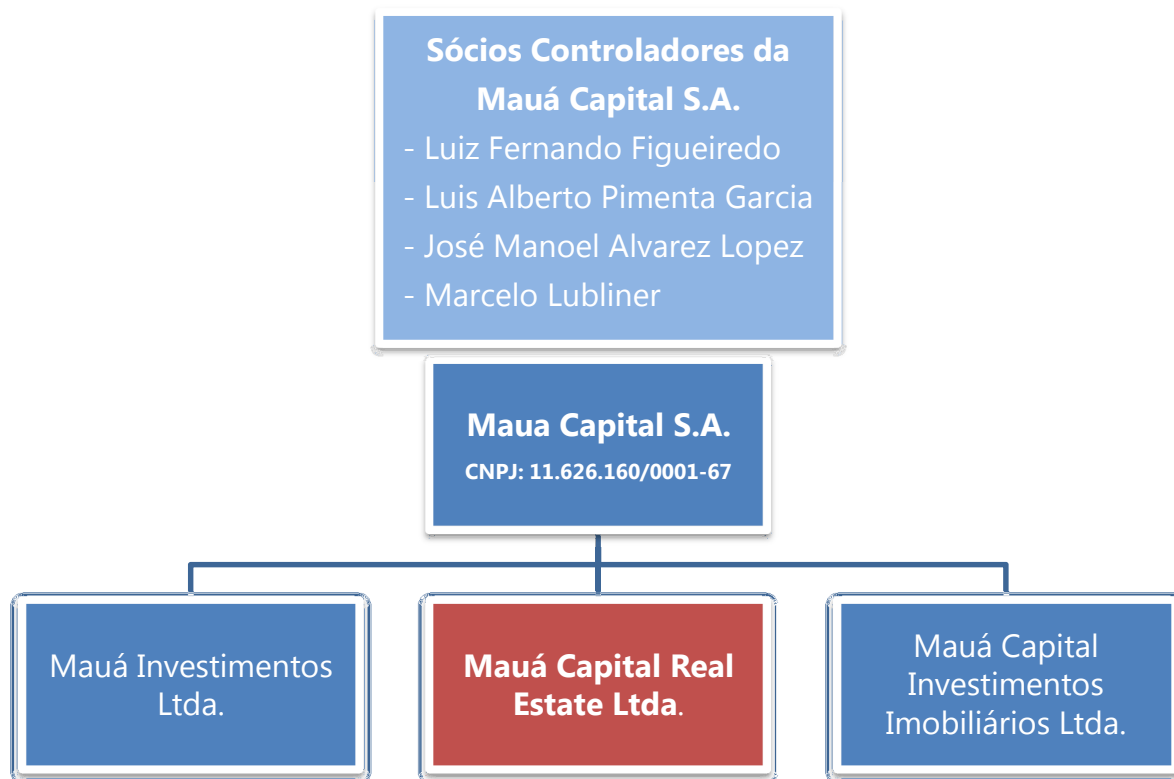 Sócios Controladores da
Mauá Capital S.A.
- Luiz Fernando Figueiredo
- Luis Alberto Pimenta Garcia
- José Manoel Alvarez Lopez
- Marcelo Lubliner
Maua Capital S.A.
CNPJ: 11.626.160/0001-67
Mauá Investimentos
Ltda.
Mauá Capital Real
Estate Ltda.
Mauá Capital
Investimentos
Imobiliários Ltda.